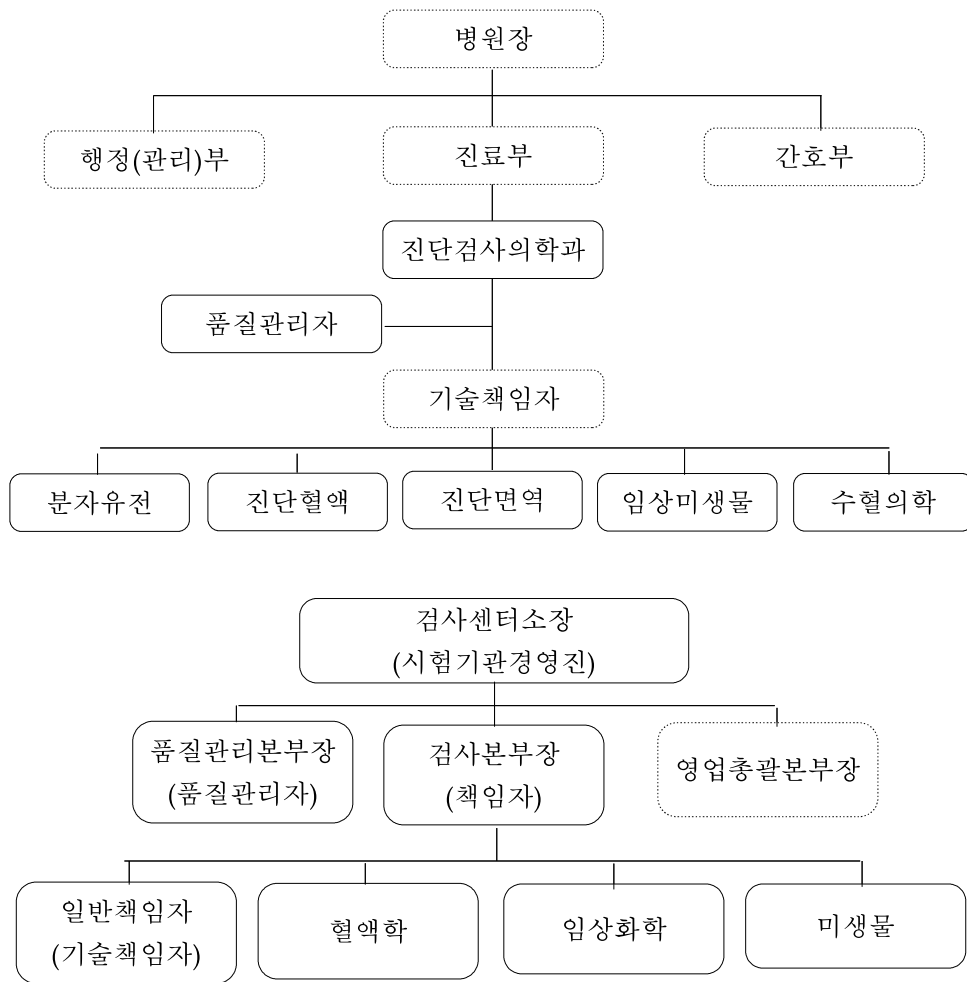 병원장
행정(관리)부
진료부
간호부
진단검사의학과
품질관리자
기술책임자
분자유전
진단혈액
진단면역
임상미생물
수혈의학
검사센터소장
(시험기관경영진)
품질관리본부장
(품질관리자)
검사본부장
(책임자)
영업총괄본부장
일반책임자
(기술책임자)
혈액학
임상화학
미생물